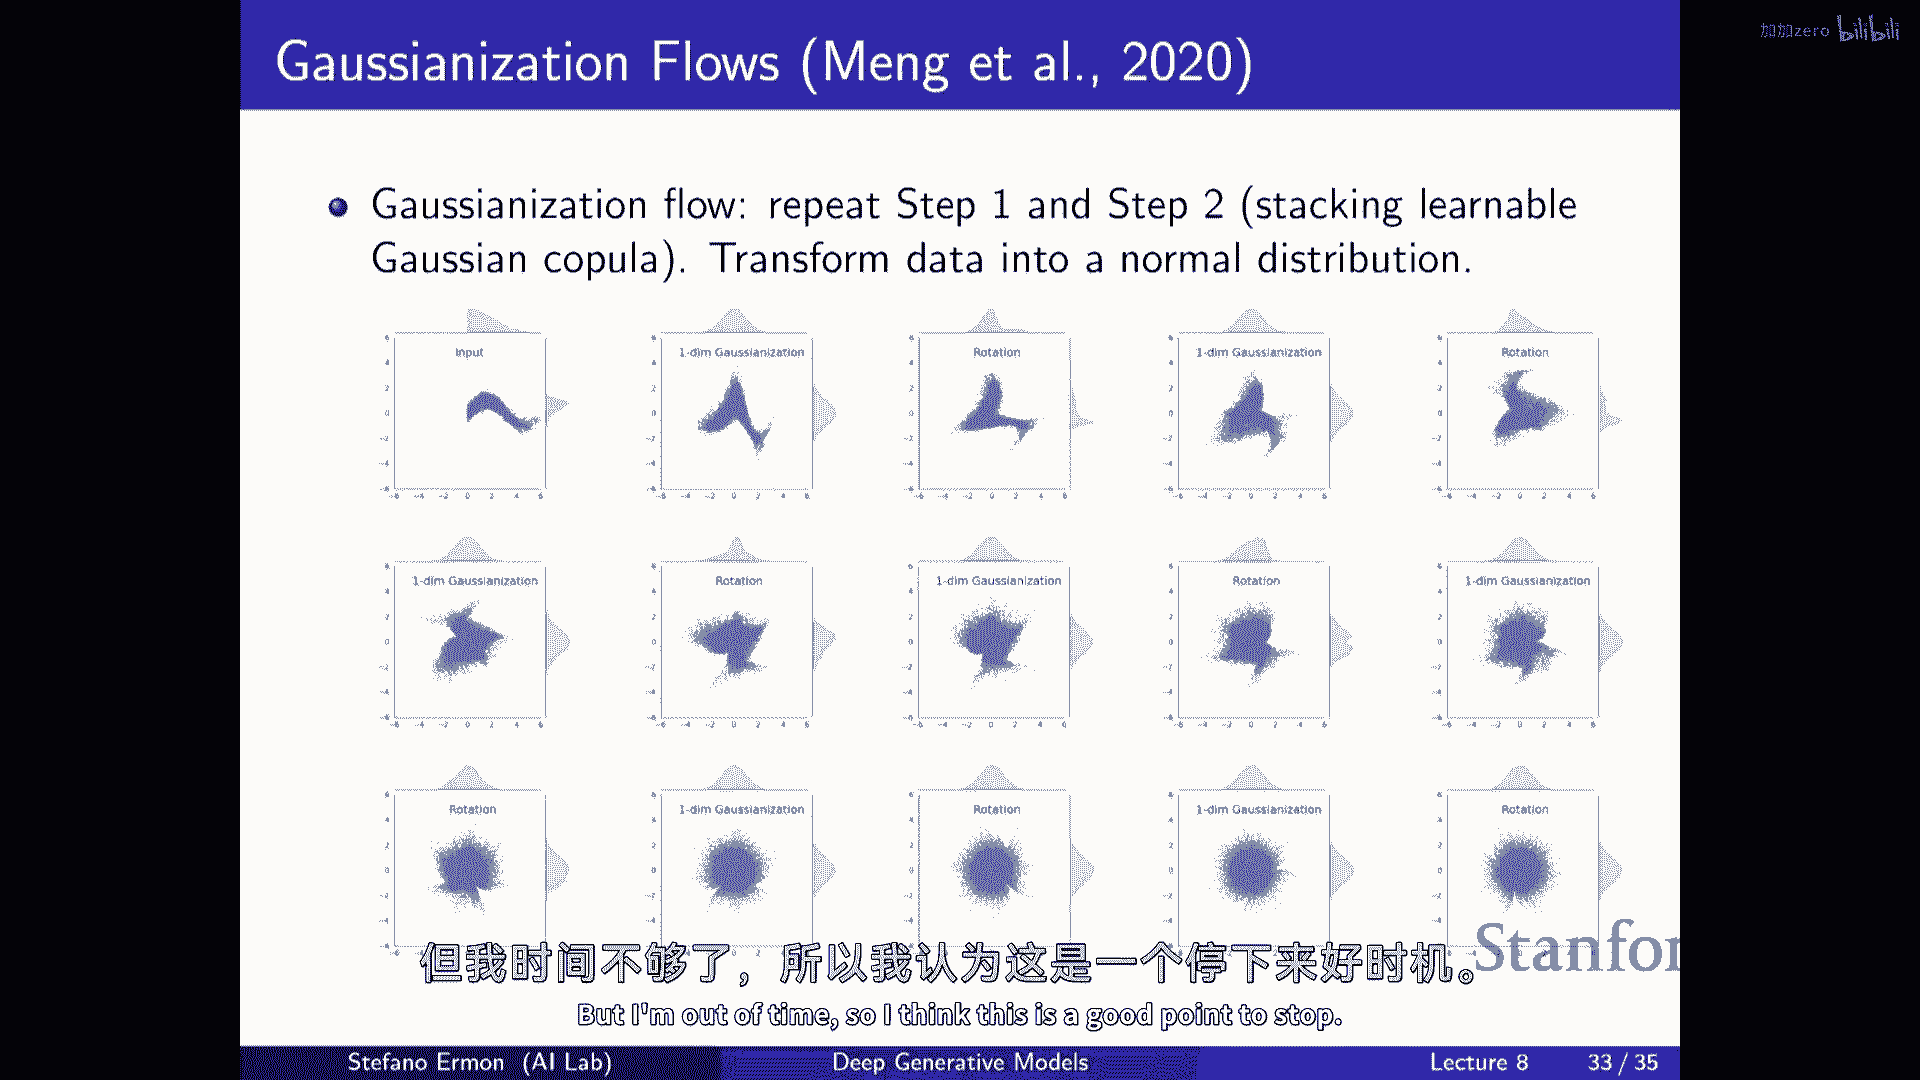 加加zero bilibili
Gaussianization Flows (Meng et al., 2020)
Gaussianization flow: repeat Step 1 and Step 2 (stacking learnable
Gaussian copula). Transform data into a normal distribution.
Input 1-dim Gaussianization Rotation 1-dim Gaussianization Rotation
1-dim Gaussianization Rotation 1-dim Gaussianization Rotation 1-dim Gaussianization
Rotation 1-dim Gaussianization Rotation 1-dim Gaussianization Rotation
Stanfor
但我时间不够了，所以我认为这是一个停下来好时机。
But I'm out of time, so I think this is a good point to stop.
Stefano Ermon (AI Lab) Deep Generative Models Lecture 8 33 / 35